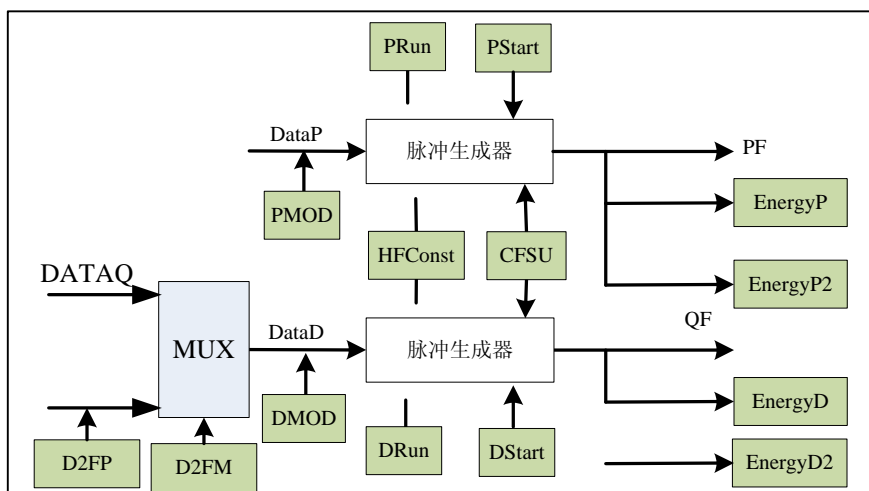 PRun
PStart
DataP
脉冲生成器
PF
PMOD
EnergyP
HFConst
CFSU
DATAQ
EnergyP2
MUX
DataD
脉冲生成器
QF
DMOD
EnergyD
D2FP
D2FM
DRun
DStart
EnergyD2